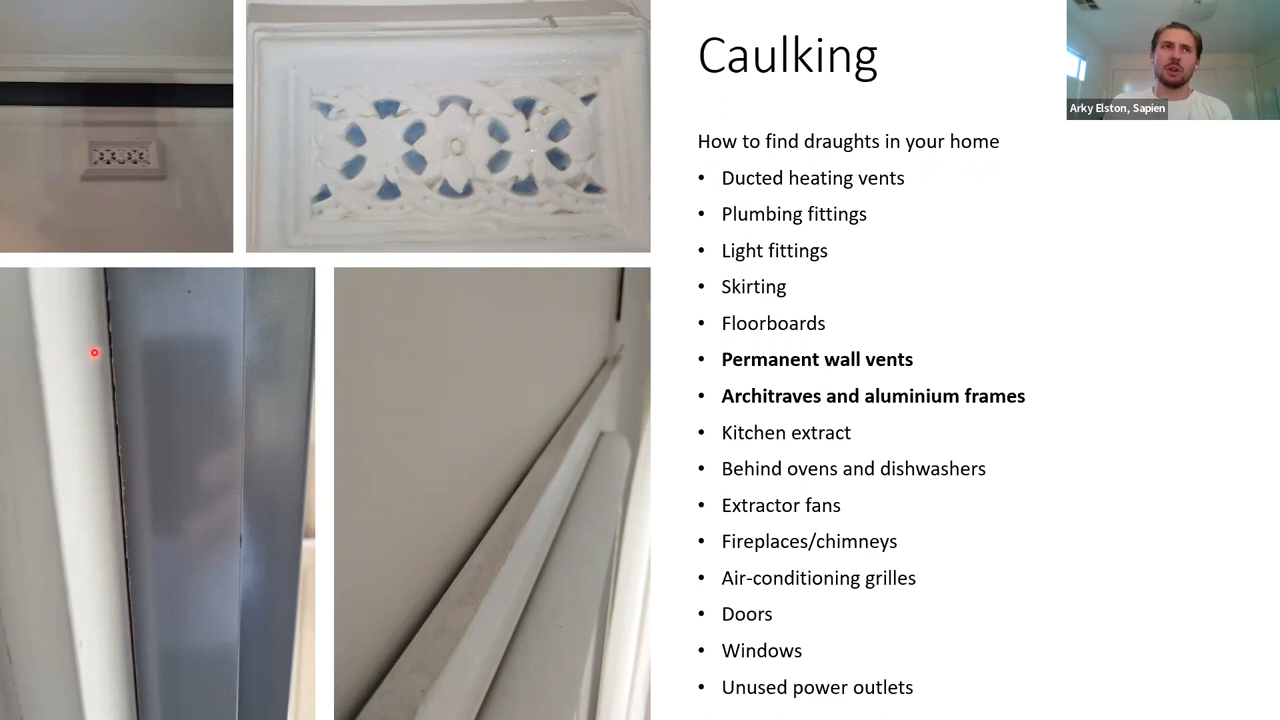 Caulking
Arky Elston, Sapien
How to find draughts in your home
• Ducted heating vents
• Plumbing fittings
• Light fittings
• Skirting
• Floorboards
• Permanent wall vents
• Architraves and aluminium frames
• Kitchen extract
• Behind ovens and dishwashers
• Extractor fans
• Fireplaces/chimneys
• Air-conditioning grilles
• Doors
• Windows
• Unused power outlets